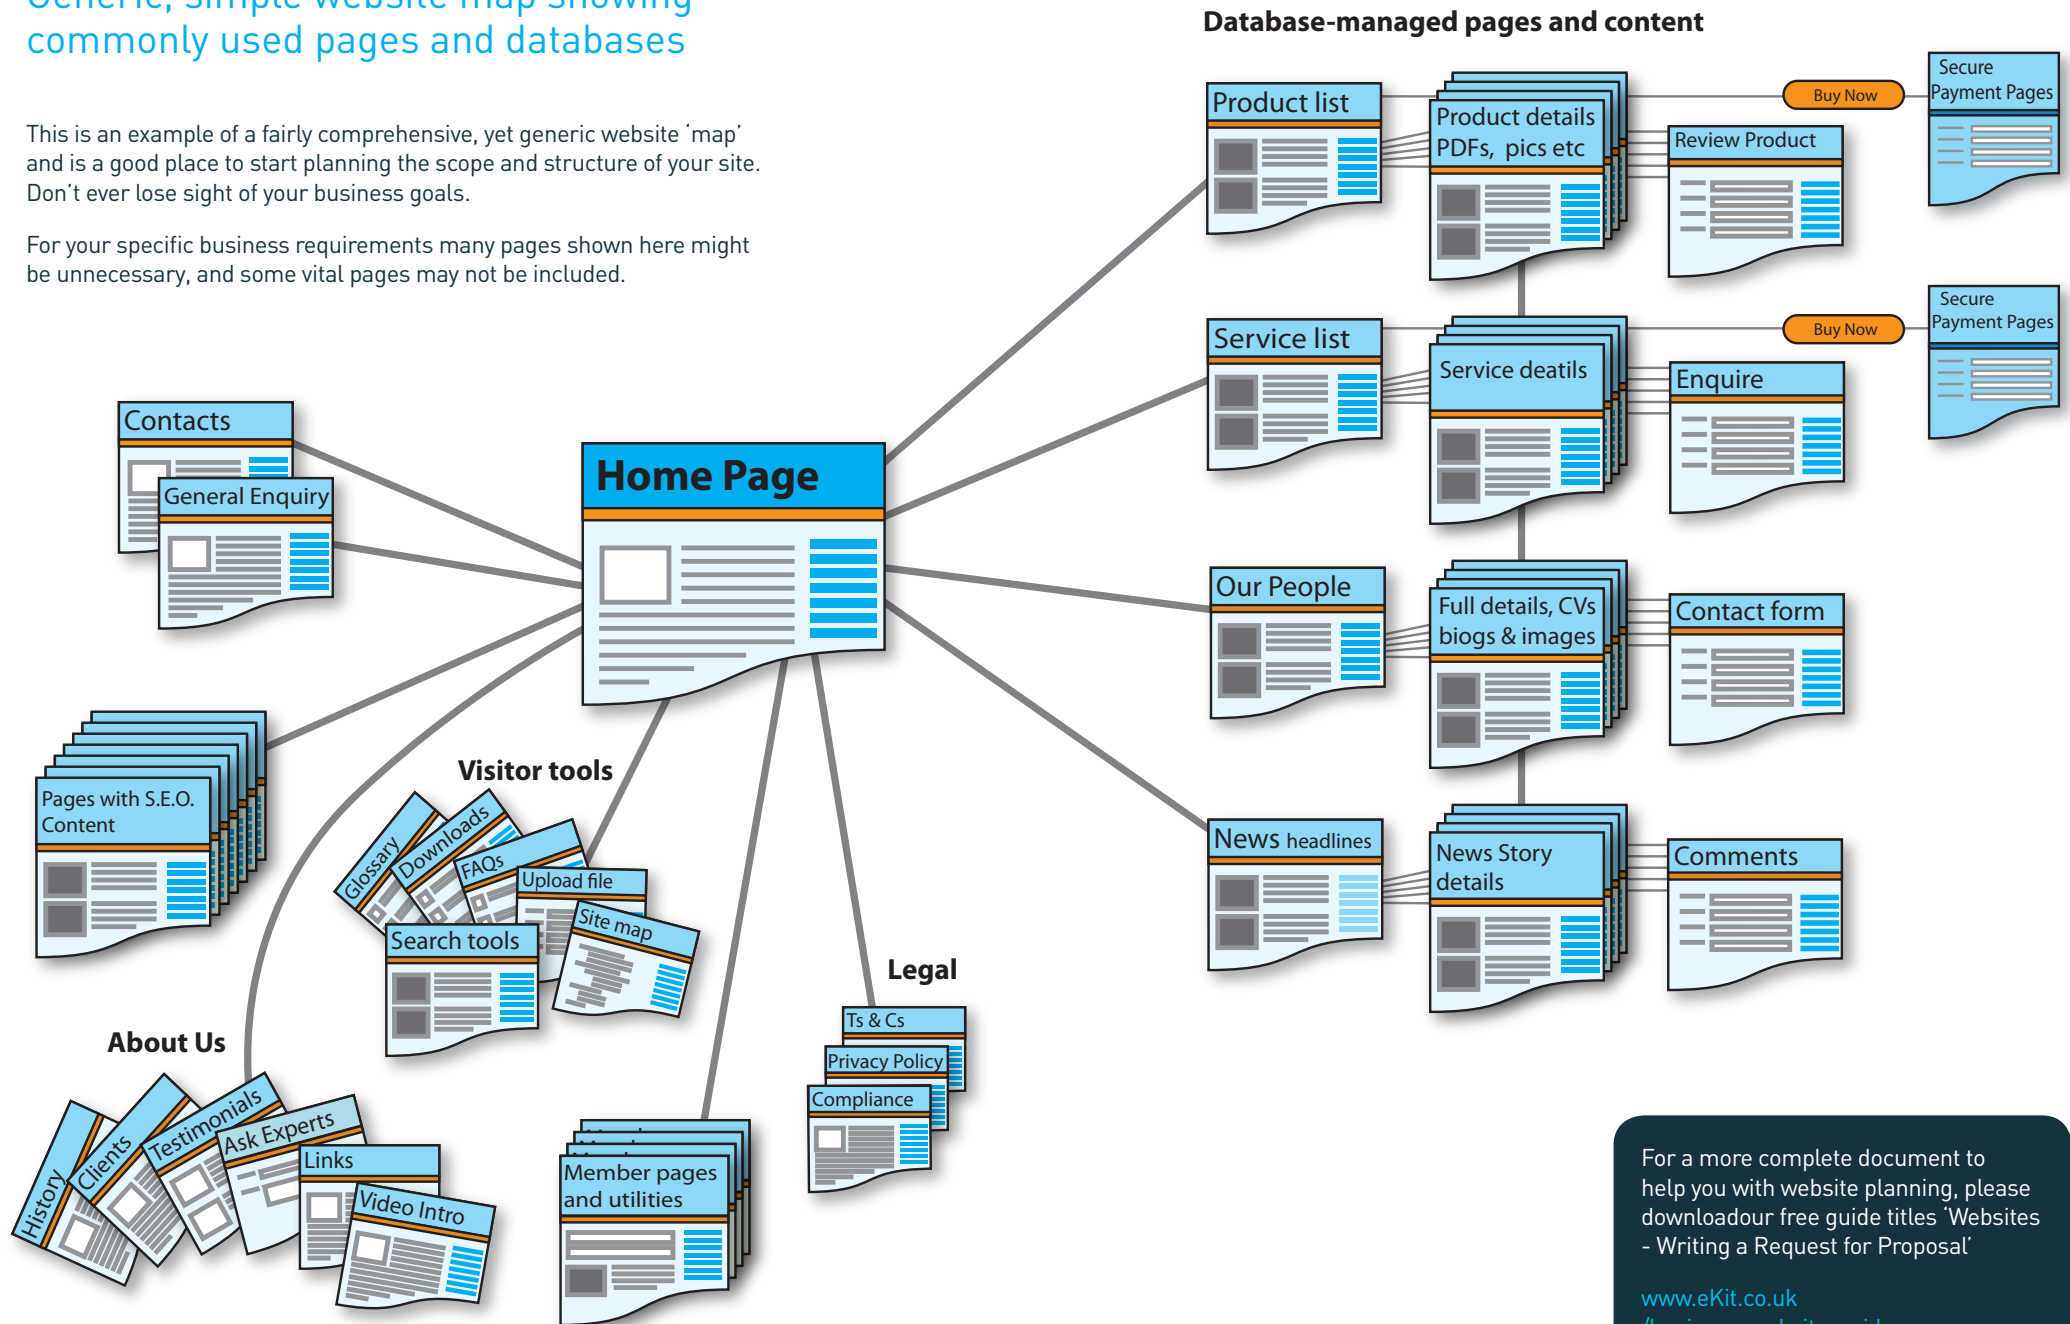 Generic, simple website map showing
commonly used pages and databases
This is an example of a fairly comprehensive, yet generic website ‘map’
and is a good place to start planning the scope and structure of your site.
Don’t ever lose sight of your business goals.
For your specific business requirements many pages shown here might
be unnecessary, and some vital pages may not be included.
Database-managed pages and content
Product list
Product details
PDFs, pics etc
Review Product
Buy Now
Secure
Payment Pages
Service list
Service deatils
Enquire
Buy Now
Secure
Payment Pages
Our People
Full details, CVs
biogs & images
Contact form
News headlines
News Story
details
Comments
Contacts
General Enquiry
Home Page
Pages with S.E.O.
Content
Visitor tools
Glossary
Downloads
FAQs
Upload file
Site map
Search tools
About Us
History
Clients
Testimonials
Ask Experts
Links
Video Intro
Member pages
and utilities
Legal
Ts & Cs
Privacy Policy
Compliance
For a more complete document to
help you with website planning, please
downloadour free guide titles ‘Websites
- Writing a Request for Proposal’
www.eKit.co.uk